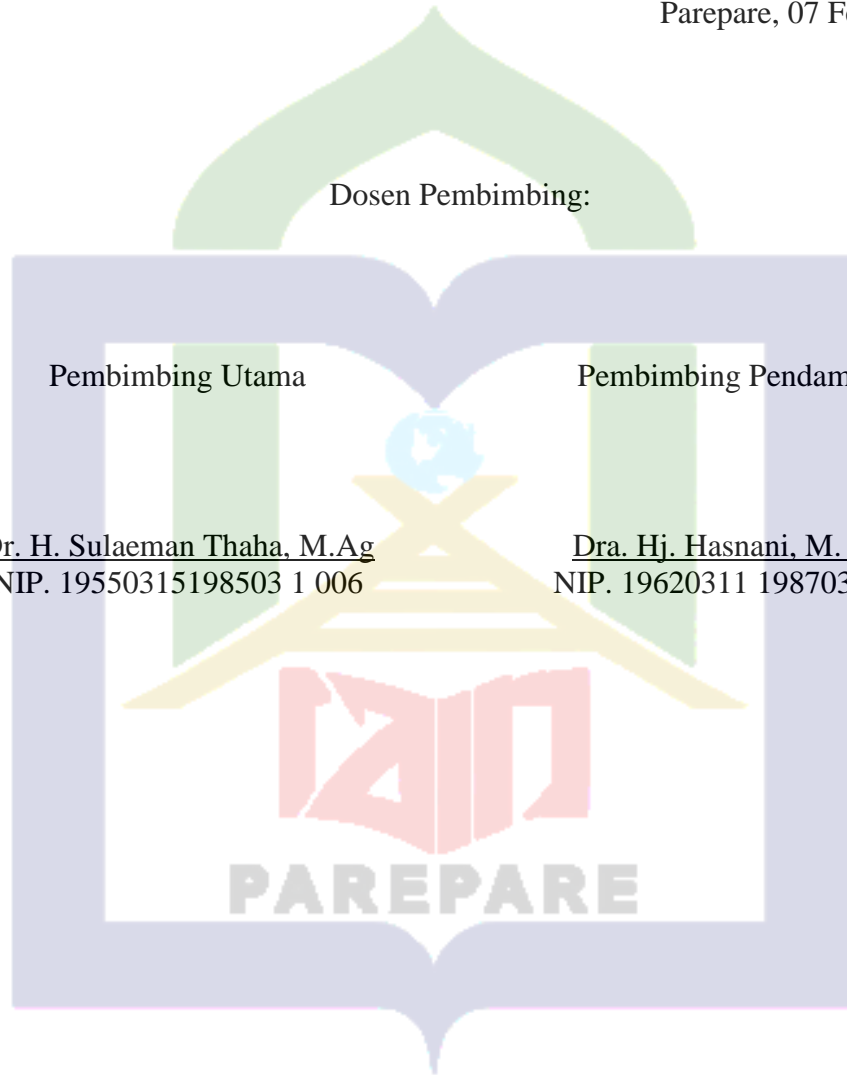 Parepare, 07
Dosen Pembimbing:
Pembimbing Utama Pembimbing
Dr. H. Sulaeman Thaha, M.Ag Dra. Hj. Hasnani, M.
NIP. 19550315198503 1 006 NIP. 19620311 198703
iain
PAREPARE